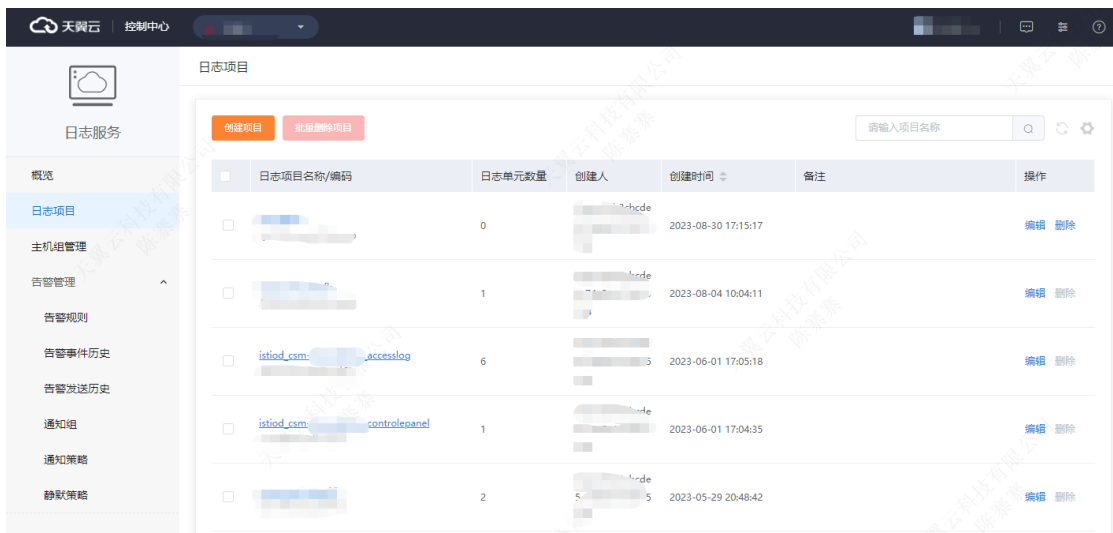 天翼云 控制中心
日志项目
日志服务
创建项目 批量删除项目 请输入项目名称
概览
日志项目
主机组管理
告警管理
告警规则
告警事件历史
告警发送历史
通知组
通知策略
静默策略
日志项目名称/编码 日志单元数量 创建人 创建时间 备注 操作
0 2023-08-30 17:15:17 编辑 删除
1 2023-08-04 10:04:11 编辑 删除
istiod_csm- _accesslog 6 2023-06-01 17:05:18 编辑 删除
istiod_csm- controlepanel 1 2023-06-01 17:04:35 编辑 删除
2 2023-05-29 20:48:42 编辑 删除